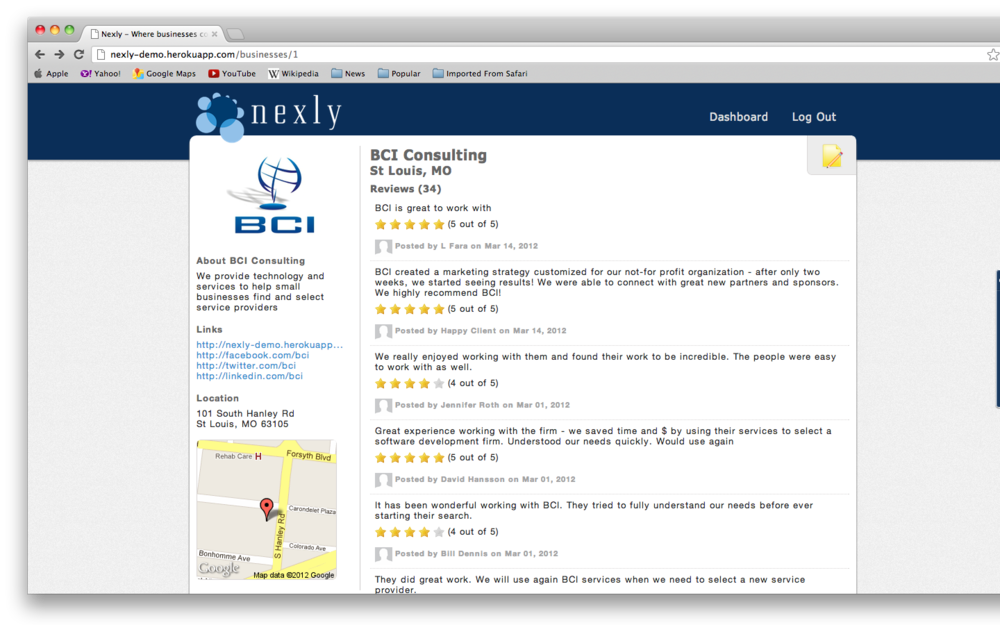 Nexly - Where businesses co
nexly-demo.herokuapp.com/businesses/1
Apple
Yahoo!
Google Maps
YouTube
Wikipedia
News
Popular
Imported From Safari
nexly
Dashboard
Log Out
BCI
About BCI Consulting
We provide technology and
services to help small
businesses find and select
service providers
Links
http://nexly-demo.herokuapp...
http://facebook.com/bci
http://twitter.com/bci
http://linkedin.com/bci
Location
101 South Hanley Rd
St Louis, MO 63105
Rehab Care H
Forsyth Blvd
Carondelet Plaza
S Hanley Rd
Colorado Ave
Bonhomme Ave
Google
Map data ©2012 Google
BCI Consulting
St Louis, MO
Reviews (34)
BCI is great to work with
(5 out of 5)
Posted by L Fara on Mar 14, 2012
BCI created a marketing strategy customized for our not-for profit organization - after only two
weeks, we started seeing results! We were able to connect with great new partners and sponsors.
We highly recommend BCI!
(5 out of 5)
Posted by Happy Client on Mar 14, 2012
We really enjoyed working with them and found their work to be incredible. The people were easy
to work with as well.
(4 out of 5)
Posted by Jennifer Roth on Mar 01, 2012
Great experience working with the firm - we saved time and $ by using their services to select a
software development firm. Understood our needs quickly. Would use again
(5 out of 5)
Posted by David Hansson on Mar 01, 2012
It has been wonderful working with BCI. They tried to fully understand our needs before ever
starting their search.
(4 out of 5)
Posted by Bill Dennis on Mar 01, 2012
They did great work. We will use again BCI services when we need to select a new service
provider.